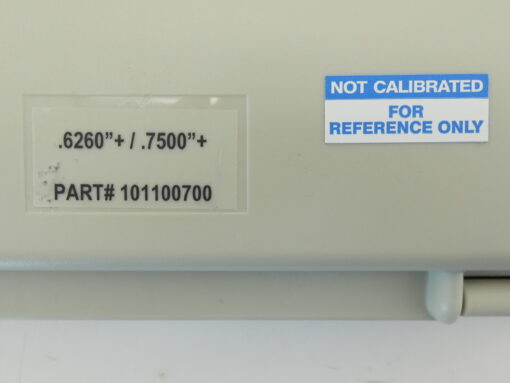 .6260”+ / .7500”+
PART# 101100700
NOT CALIBRATED
FOR
REFERENCE ONLY